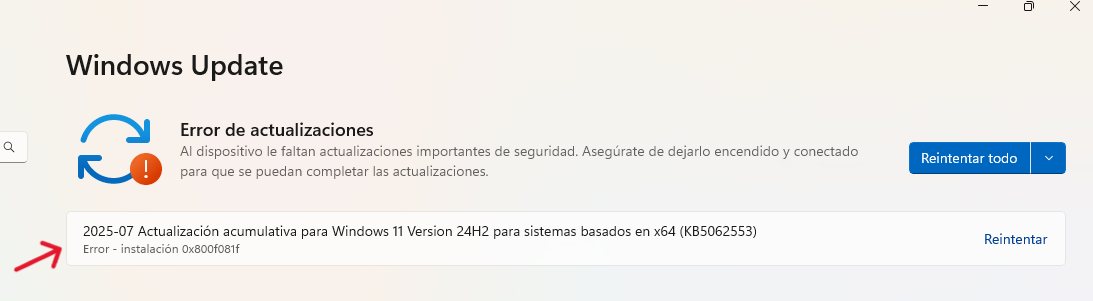 Windows Update
Error de actualizaciones
Al dispositivo le faltan actualizaciones importantes de seguridad. Asegúrate de dejarlo encendido y conectado
para que se puedan completar las actualizaciones.
Reintentar todo
2025-07 Actualización acumulativa para Windows 11 Version 24H2 para sistemas basados en x64 (KB5062553)
Error - instalación 0x800f081f
Reintentar